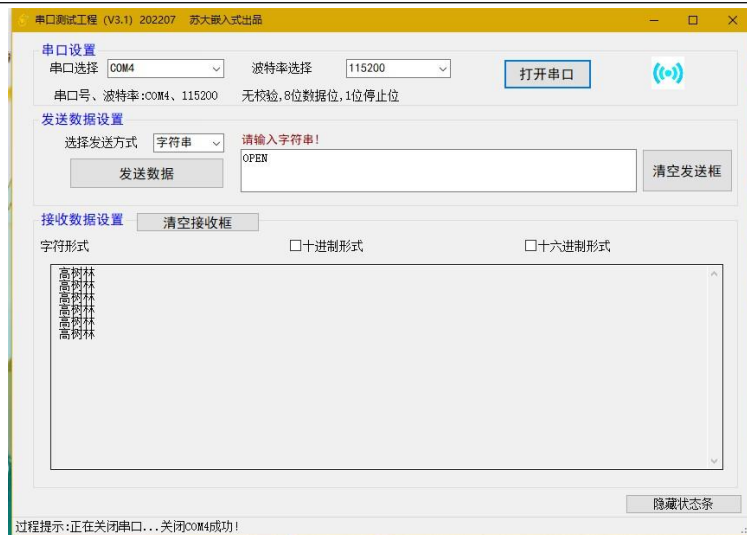 串口测试工程 (V3.1) 202207 苏大嵌入式出品
串口设置
串口选择 COM4 波特率选择 115200 打开串口
串口号、波特率:COM4、115200 无校验,8位数据位,1位停止位
发送数据设置
选择发送方式 字符串 请输入字符串!
OPEN
发送数据 清空发送框
接收数据设置 清空接收框
字符形式 十进制形式 十六进制形式
高树林
高树林
高树林
高树林
高树林
高树林
隐藏状态条
过程提示:正在关闭串口...关闭COM4成功!